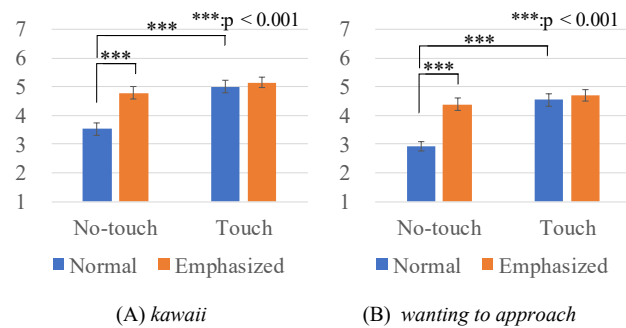 ***:p < 0.001
7
6
5
4
3
2
1
***
***
No-touch Touch
Normal Emphasized
(A) kawaii
***:p < 0.001
7
6
5
4
3
2
1
***
***
No-touch Touch
Normal Emphasized
(B) wanting to approach